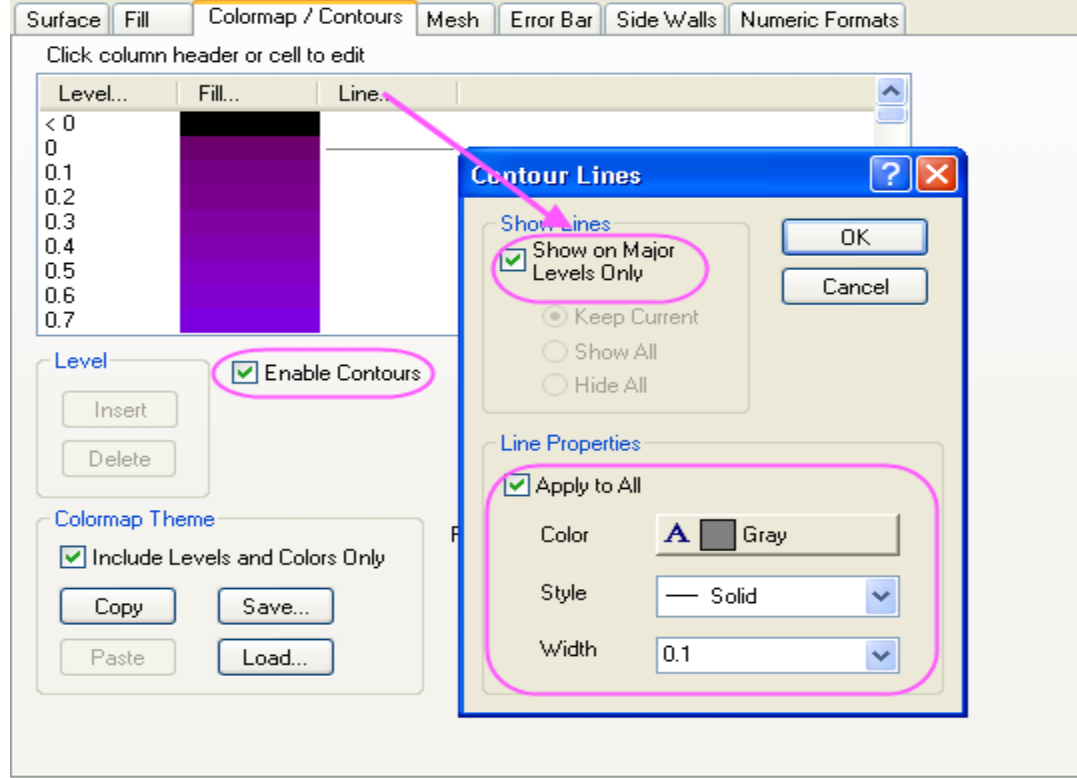 Surface Fill Colormap / Contours Mesh Error Bar Side Walls Numeric Formats
Click column header or cell to edit
Level... Fill... Line...
< 0
0
0.1
0.2
0.3
0.4
0.5
0.6
0.7
Level
Insert
Delete
Enable Contours
Colormap Theme
Include Levels and Colors Only
Copy Save...
Paste Load...
Contour Lines
Show Lines
Show on Major
Levels Only
Keep Current
Show All
Hide All
OK
Cancel
Line Properties
Apply to All
Color A Gray
Style Solid
Width 0.1